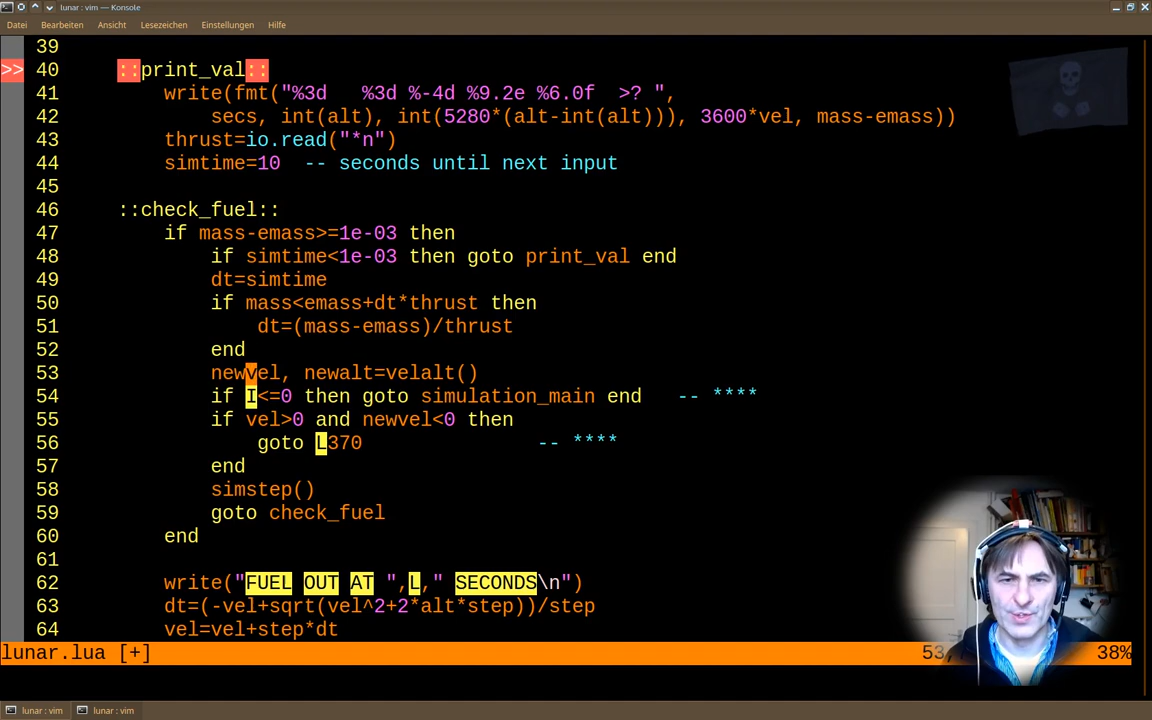 lunar : vim — Konsole
Datei Bearbeiten Ansicht Lesezeichen Einstellungen Hilfe
39
>> 40 ::print_val::
41 write(fmt("%3d   %3d %-4d %9.2e %6.0f  >? ",
42 secs, int(alt), int(5280*(alt-int(alt))), 3600*vel, mass-emass))
43 thrust=io.read("*n")
44 simtime=10  -- seconds until next input
45
46 ::check_fuel::
47 if mass-emass>=1e-03 then
48 if simtime<1e-03 then goto print_val end
49 dt=simtime
50 if mass<emass+dt*thrust then
51 dt=(mass-emass)/thrust
52 end
53 newvel, newalt=velalt()
54 if I<=0 then goto simulation_main end   -- ****
55 if vel>0 and newvel<0 then
56 goto L370               -- ****
57 end
58 simstep()
59 goto check_fuel
60 end
61
62 write("FUEL OUT AT ",L," SECONDS\n")
63 dt=(-vel+sqrt(vel^2+2*alt*step))/step
64 vel=vel+step*dt
lunar.lua [+] 53, 38%
lunar : vim lunar : vim